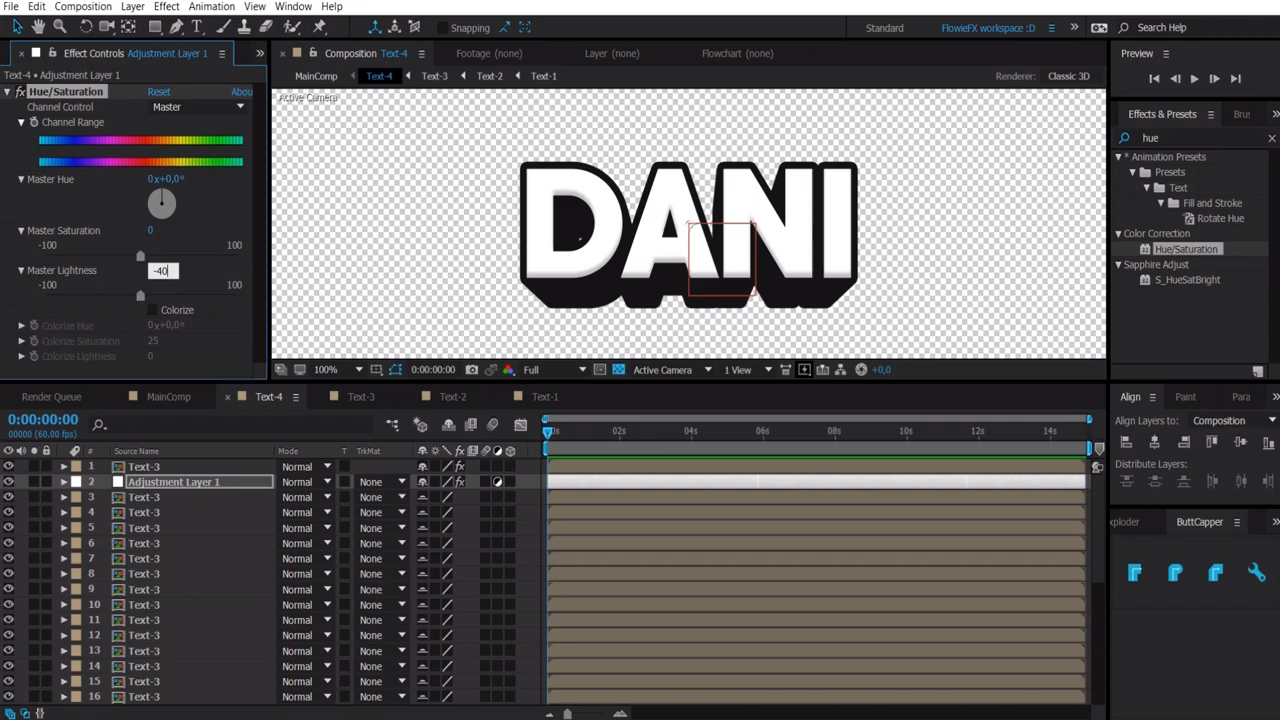 File Edit Composition Layer Effect Animation View Window Help
Snapping
Standard FlowieFX workspace :D Search Help
Effect Controls Adjustment Layer 1
Composition Text-4 Footage (none) Layer (none) Flowchart (none)
Preview
Text-4 • Adjustment Layer 1
MainComp Text-4 Text-3 Text-2 Text-1 Renderer: Classic 3D
Hue/Saturation Reset Abou
Active Camera
Channel Control Master
Channel Range
Effects & Presets Bru
hue
* Animation Presets
Presets
Text
Fill and Stroke
Rotate Hue
Color Correction
Hue/Saturation
Sapphire Adjust
S_HueSatBright
Master Hue 0x+0,0°
Master Saturation 0
-100 100
Master Lightness -40
-100 100
Colorize
Colorize Hue 0x+0,0°
Colorize Saturation 25
Colorize Lightness 0
DANI
100% 0:00:00:00 Full Active Camera 1 View +0,0
Render Queue MainComp Text-4 Text-3 Text-2 Text-1
0:00:00:00
00000 (60.00 fps)
0s 02s 04s 06s 08s 10s 12s 14s
# Source Name Mode T TrkMat
1 Text-3 Normal
2 Adjustment Layer 1 Normal None
3 Text-3 Normal None
4 Text-3 Normal None
5 Text-3 Normal None
6 Text-3 Normal None
7 Text-3 Normal None
8 Text-3 Normal None
9 Text-3 Normal None
10 Text-3 Normal None
11 Text-3 Normal None
12 Text-3 Normal None
13 Text-3 Normal None
14 Text-3 Normal None
15 Text-3 Normal None
16 Text-3 Normal None
Align Paint Para
Align Layers to: Composition
Distribute Layers:
xploder ButtCapper